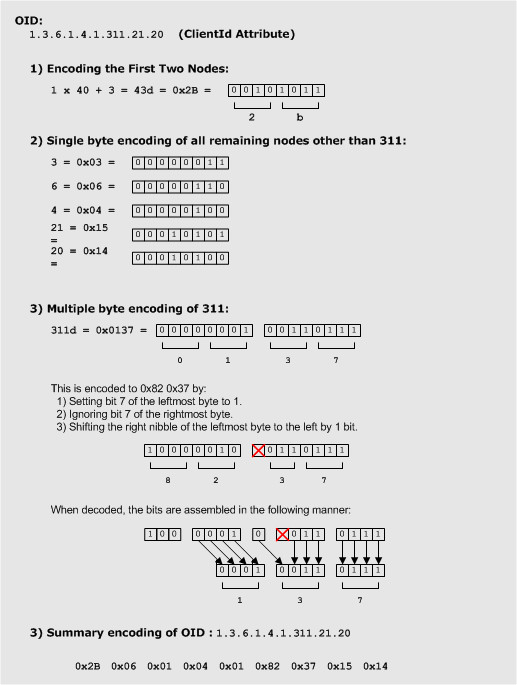 OID:
1.3.6.1.4.1.311.21.20 (ClientId Attribute)
1) Encoding the First Two Nodes:
1 x 40 + 3 = 43d = 0x2B = 0 0 1 0 1 0 1 1
2 b
2) Single byte encoding of all remaining nodes other than 311:
3 = 0x03 = 0 0 0 0 0 0 1 1
6 = 0x06 = 0 0 0 0 0 1 1 0
4 = 0x04 = 0 0 0 0 0 1 0 0
21 = 0x15
= 0 0 0 1 0 1 0 1
20 = 0x14
= 0 0 0 1 0 1 0 0
3) Multiple byte encoding of 311:
311d = 0x0137 = 0 0 0 0 0 0 0 1 0 0 1 1 0 1 1 1
0 1 3 7
This is encoded to 0x82 0x37 by:
1) Setting bit 7 of the leftmost byte to 1.
2) Ignoring bit 7 of the rightmost byte.
3) Shifting the right nibble of the leftmost byte to the left by 1 bit.
1 0 0 0 0 0 1 0 0 1 1 0 1 1 1
8 2 3 7
When decoded, the bits are assembled in the following manner:
1 0 0 0 0 0 1 0 0 1 1 0 1 1 1
0 0 0 1 0 0 1 1 0 1 1 1
1 3 7
3) Summary encoding of OID : 1.3.6.1.4.1.311.21.20
0x2B 0x06 0x01 0x04 0x01 0x82 0x37 0x15 0x14